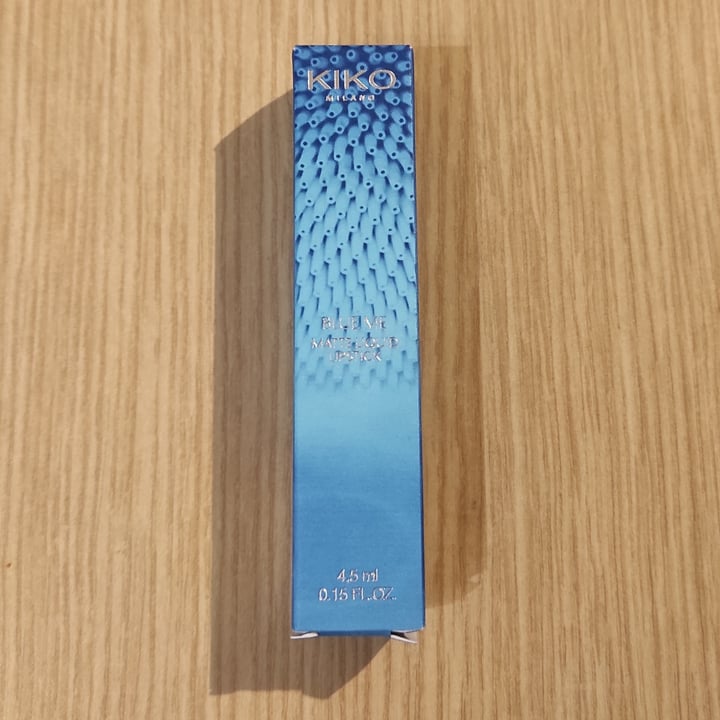 KIKO
MILANO
BLUE ME
MATTE LIQUID
LIPSTICK
4.5 ml
0.15 FL.OZ.